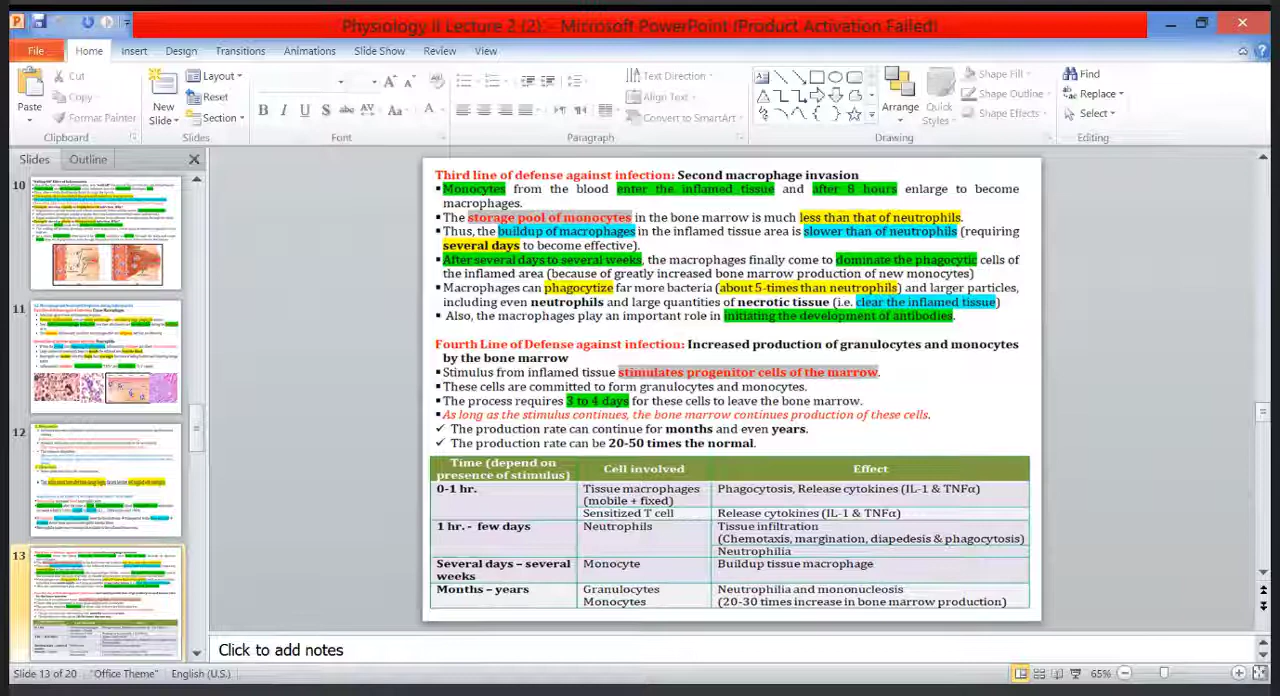 Physiology II Lecture 2 (2) - Microsoft PowerPoint (Product Activation Failed)
File Home Insert Design Transitions Animations Slide Show Review View
Paste
Cut
Copy
Format Painter
Clipboard
New Slide
Layout
Reset
Section
Slides
B I U S abc AV Aa A
Font
Text Direction
Align Text
Convert to SmartArt
Paragraph
Arrange
Quick Styles
Shape Fill
Shape Outline
Shape Effects
Drawing
Find
Replace
Select
Editing
Slides Outline
10
11
12
13
Third line of defense against infection: Second macrophage invasion
▪Monocytes from the blood enter the inflamed tissue and after 8 hours enlarge to become
macrophages.
▪The storage pool of monocytes in the bone marrow is much less than that of neutrophils.
▪Thus, the buildup of macrophages in the inflamed tissue area is slower than of neutrophils (requiring
several days to become effective).
▪After several days to several weeks, the macrophages finally come to dominate the phagocytic cells of
the inflamed area (because of greatly increased bone marrow production of new monocytes)
▪Macrophages can phagocytize far more bacteria (about 5-times than neutrophils) and larger particles,
including even neutrophils and large quantities of necrotic tissue (i.e. clear the inflamed tissue)
▪ Also, the macrophages play an important role in initiating the development of antibodies.
Fourth Line of Defense against infection: Increased production of granulocytes and monocytes
by the bone marrow
▪Stimulus from inflamed tissue stimulates progenitor cells of the marrow.
▪These cells are committed to form granulocytes and monocytes.
▪The process requires 3 to 4 days for these cells to leave the bone marrow.
▪As long as the stimulus continues, the bone marrow continues production of these cells.
✓ The production rate can continue for months and even years.
✓ The production rate can be 20-50 times the normal.
Time (depend on presence of stimulus) Cell involved Effect
0-1 hr. Tissue macrophages (mobile + fixed) Phagocytosis, Release cytokines (IL-1 & TNFα)
Sensitized T cell Release cytokines (IL-1 & TNFα)
1 hr. - few days Neutrophils Tissue infiltration
(Chemotaxis, margination, diapedesis & phagocytosis)
Neutrophilia
Several days – several weeks Monocyte Buildup tissue macrophage
Months – years Granulocytes Neutrophilia and mononucleosis
Monocytes (20-30 times increase in bone marrow production)
Click to add notes
Slide 13 of 20 "Office Theme" English (U.S.) 65%